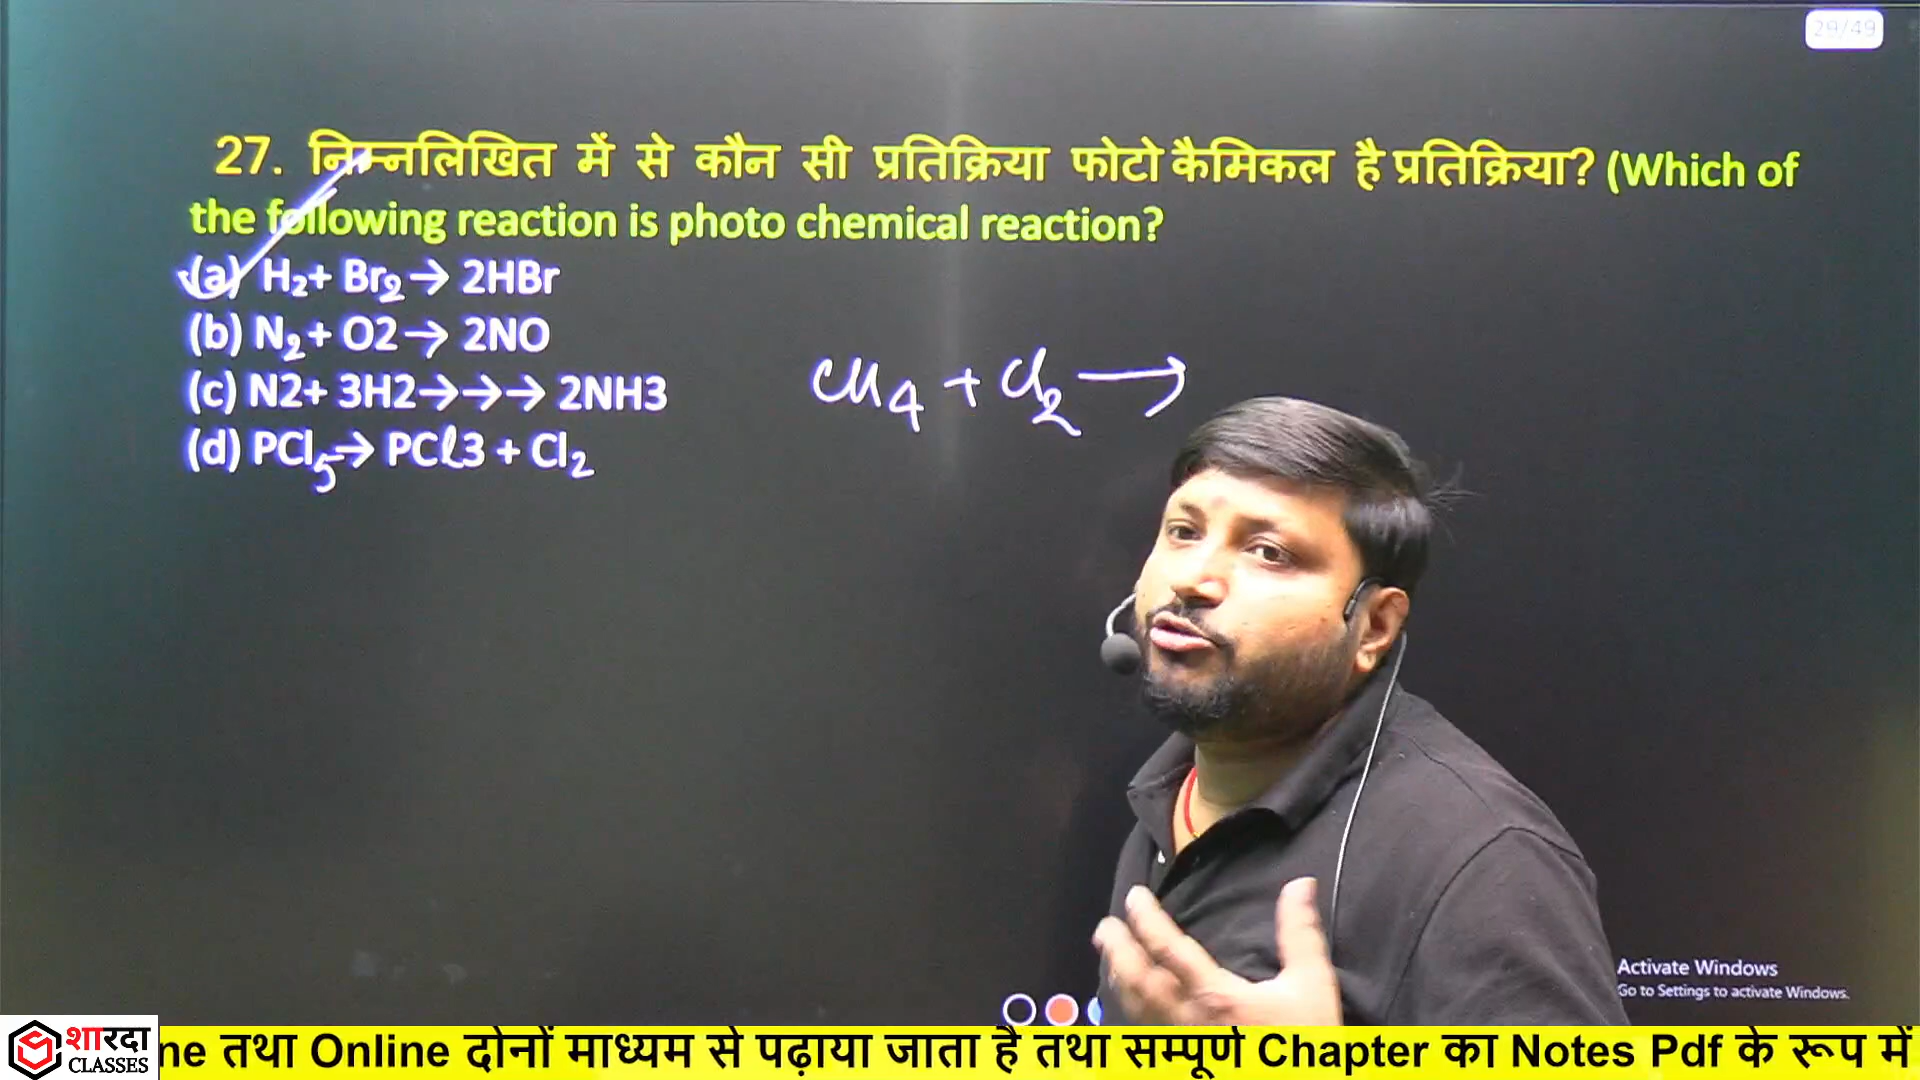 29/49
27. निम्नलिखित में से कौन सी प्रतिक्रिया फोटो कैमिकल है प्रतिक्रिया? (Which of
the following reaction is photo chemical reaction?
(a) H₂+ Br₂→ 2HBr
(b) N₂+ O2→ 2NO
(c) N2+ 3H2→→→ 2NH3
(d) PCl₅→ PCl3 + Cl₂
CH₄ + Cl₂ →
Activate Windows
Go to Settings to activate Windows.
शारदा
CLASSES
ne तथा Online दोनों माध्यम से पढ़ाया जाता है तथा सम्पूर्ण Chapter का Notes Pdf के रूप में